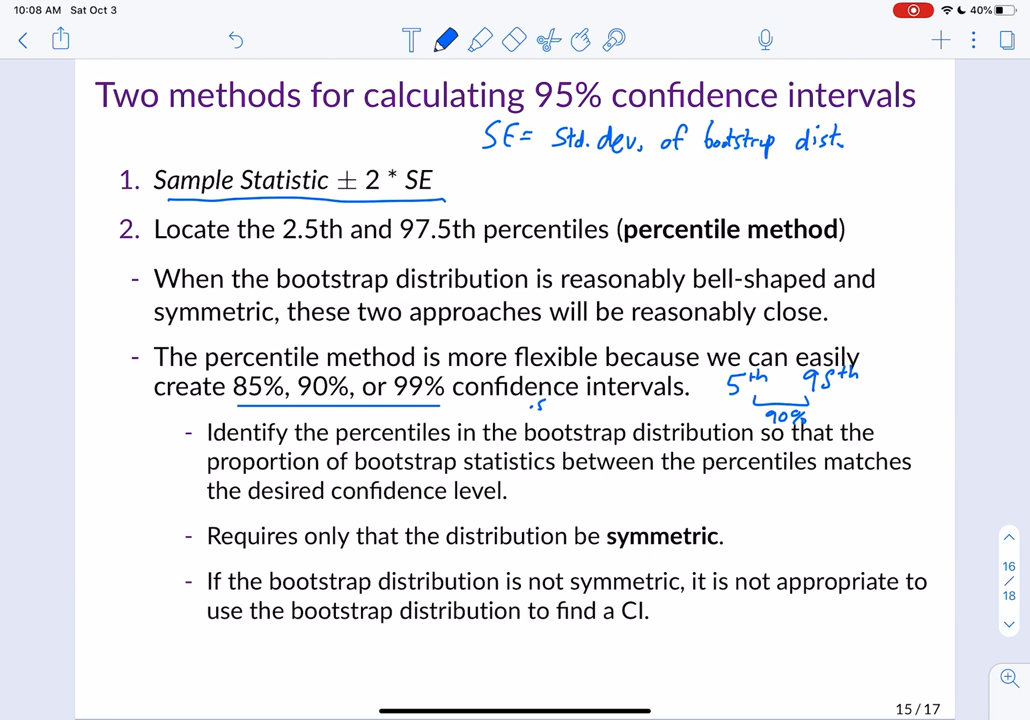 10:08 AM Sat Oct 3
40%
Two methods for calculating 95% confidence intervals
SE = Std. dev. of bootstrap dist.
1. Sample Statistic ± 2 * SE
2. Locate the 2.5th and 97.5th percentiles (percentile method)
- When the bootstrap distribution is reasonably bell-shaped and
symmetric, these two approaches will be reasonably close.
- The percentile method is more flexible because we can easily
create 85%, 90%, or 99% confidence intervals.
5th 95th
90%
.5
- Identify the percentiles in the bootstrap distribution so that the
proportion of bootstrap statistics between the percentiles matches
the desired confidence level.
- Requires only that the distribution be symmetric.
- If the bootstrap distribution is not symmetric, it is not appropriate to
use the bootstrap distribution to find a CI.
16
/
18
15 / 17